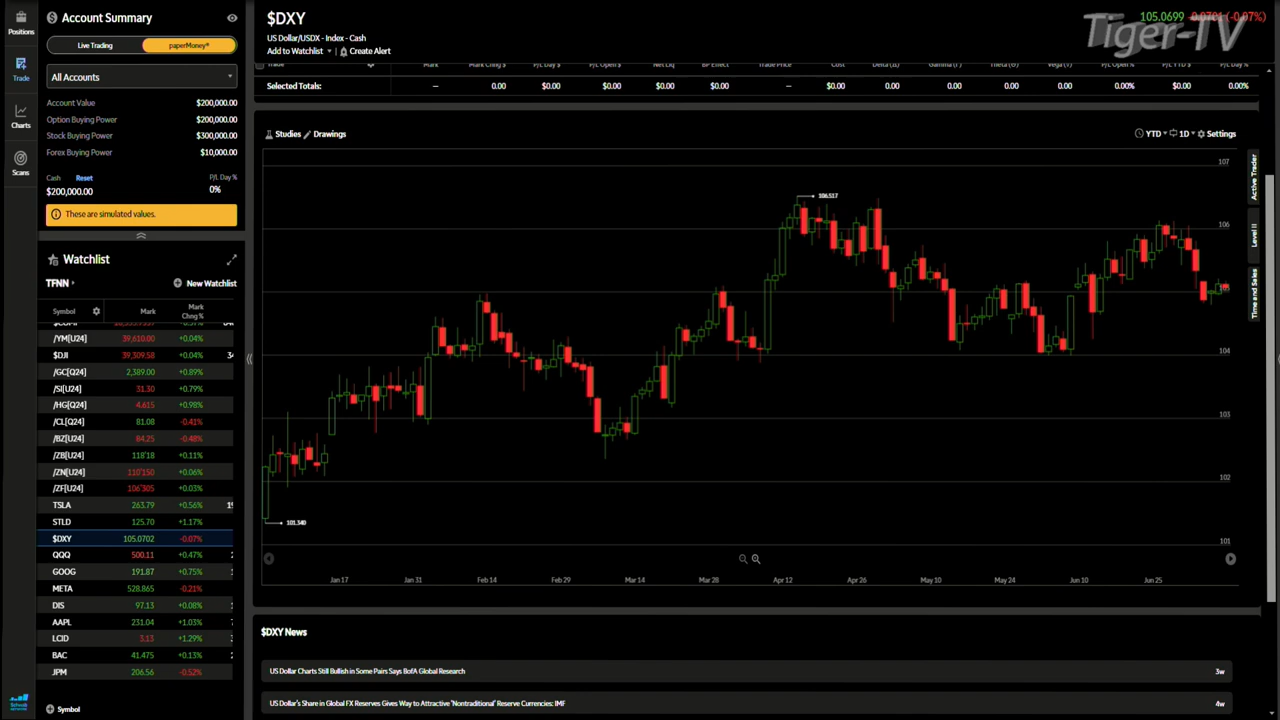 Positions
Trade
Charts
Scans
Account Summary
Live Trading paperMoney®
All Accounts
Account Value $200,000.00
Option Buying Power $200,000.00
Stock Buying Power $300,000.00
Forex Buying Power $10,000.00
Cash Reset P/L Day %
$200,000.00 0%
These are simulated values.
Watchlist
TFNN New Watchlist
Symbol Mark Mark Chng %
/YM[U24] 39,610.00 +0.04%
$DJI 39,309.58 +0.04%
/GC[Q24] 2,389.00 +0.89%
/SI[U24] 31.30 +0.79%
/HG[Q24] 4.615 +0.98%
/CL[Q24] 81.08 -0.41%
/BZ[U24] 84.25 -0.48%
/ZB[U24] 118'18 +0.11%
/ZN[U24] 110'150 +0.06%
/ZF[U24] 106'305 +0.03%
TSLA 263.79 +0.56%
STLD 125.70 +1.17%
$DXY 105.0702 -0.07%
QQQ 500.11 +0.47%
GOOG 191.87 +0.75%
META 528.865 -0.21%
DIS 97.13 +0.08%
AAPL 231.04 +1.03%
LCID 3.13 +1.29%
BAC 41.475 +0.13%
JPM 206.56 -0.52%
Symbol
$DXY
US Dollar/USDX - Index - Cash
Add to Watchlist Create Alert
105.0699 -0.0701 (-0.07%)
Tiger-TV
Selected Totals: — 0.00 $0.00 $0.00 $0.00 $0.00 — $0.00 0.00 0.00 0.00 0.00 0.00% $0.00 0.00%
Studies Drawings YTD 1D Settings
107
106
105
104
103
102
101
106.517
101.340
Jan 17 Jan 31 Feb 14 Feb 29 Mar 14 Mar 28 Apr 12 Apr 26 May 10 May 24 Jun 10 Jun 25
Active Trader
Level II
Time and Sales
$DXY News
US Dollar Charts Still Bullish in Some Pairs Says BofA Global Research 3w
US Dollar's Share in Global FX Reserves Gives Way to Attractive 'Nontraditional' Reserve Currencies: IMF 4w